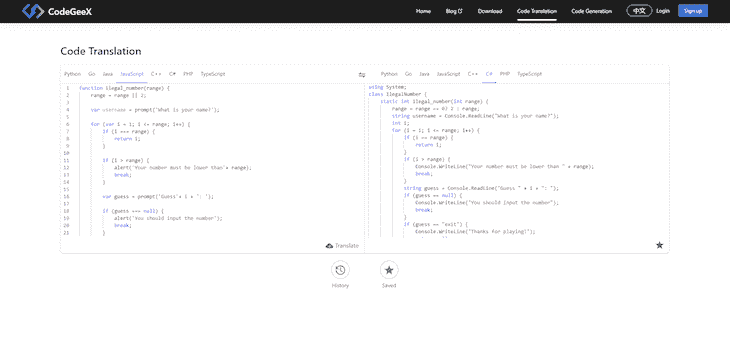 CodeGeeX
Home Blog Download Code Translation Code Generation 中文 Login Sign up
Code Translation
Python Go Java JavaScript C++ C# PHP TypeScript
Python Go Java JavaScript C++ C# PHP TypeScript
1 function ilegal_number(range) {
2 range = range || 2;
3
4 var username = prompt('What is your name?');
5
6 for (var i = 1; i <= range; i++) {
7 if (i === range) {
8 return i;
9 }
10
11 if (i > range) {
12 alert('Your number must be lower than'+ range);
13 break;
14 }
15
16 var guess = prompt('Guess'+ i + ': ');
17
18 if (guess === null) {
19 alert('You should input the number');
20 break;
21 }
using System;
class IlegalNumber {
static int ilegal_number(int range) {
range = range == 0? 2 : range;
string username = Console.ReadLine("What is your name?");
int i;
for (i = 1; i <= range; i++) {
if (i == range) {
return i;
}
if (i > range) {
Console.WriteLine("Your number must be lower than " + range);
break;
}
string guess = Console.ReadLine("Guess " + i + ": ");
if (guess == null) {
Console.WriteLine("You should input the number");
break;
}
if (guess == "exit") {
Console.WriteLine("Thanks for playing!");
Translate
History Saved